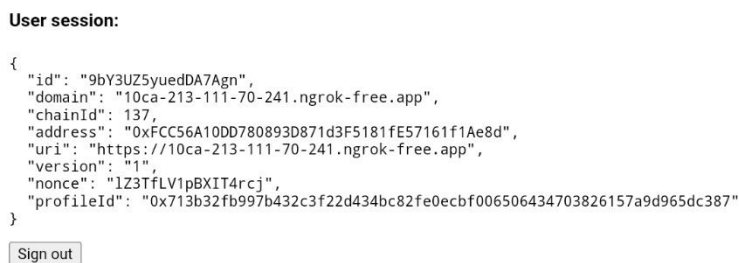 User session:
{
"id": "9bY3UZ5yuedDA7Agn",
"domain": "10ca-213-111-70-241.ngrok-free.app",
"chainId": 137,
"address": "0xFCC56A10DD780893D871d3F5181fE57161f1Ae8d",
"uri": "https://10ca-213-111-70-241.ngrok-free.app",
"version": "1",
"nonce": "lZ3TfLV1pBXIT4rcj",
"profileId": "0x713b32fb997b432c3f22d434bc82fe0ecbf006506434703826157a9d965dc387"
}
Sign out